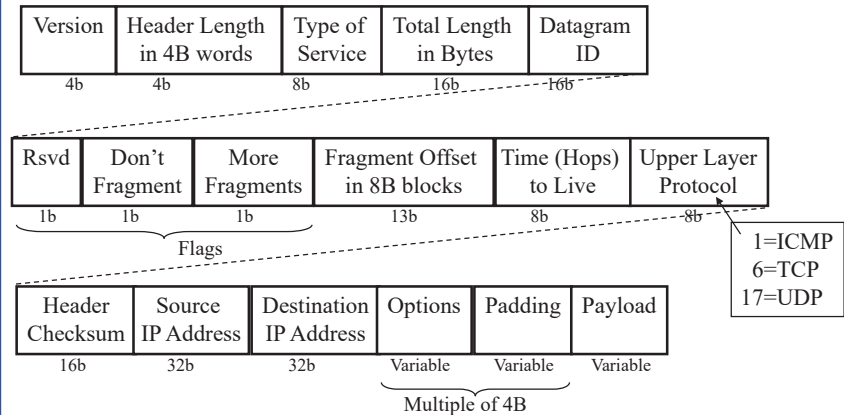 Version Header Length Type of Total Length Datagram
in 4B words Service in Bytes ID
4b 4b 8b 16b 16b
Rsvd Don't More Fragment Offset Time (Hops) Upper Layer
Fragment Fragments in 8B blocks to Live Protocol
1b 1b 1b 13b 8b 8b
Flags
1=ICMP
6=TCP
17=UDP
Header Source Destination Options Padding Payload
Checksum IP Address IP Address
16b 32b 32b Variable Variable Variable
Multiple of 4B